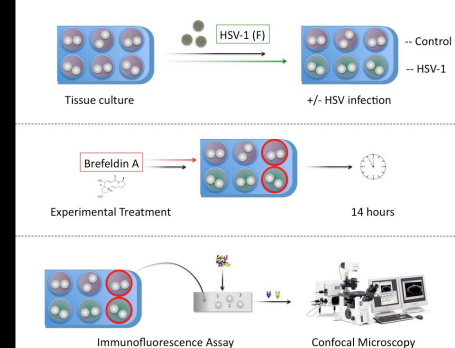 HSV-1 (F)
-- Control
-- HSV-1
Tissue culture
+/- HSV infection
Brefeldin A
Experimental Treatment
14 hours
Immunofluorescence Assay
Confocal Microscopy